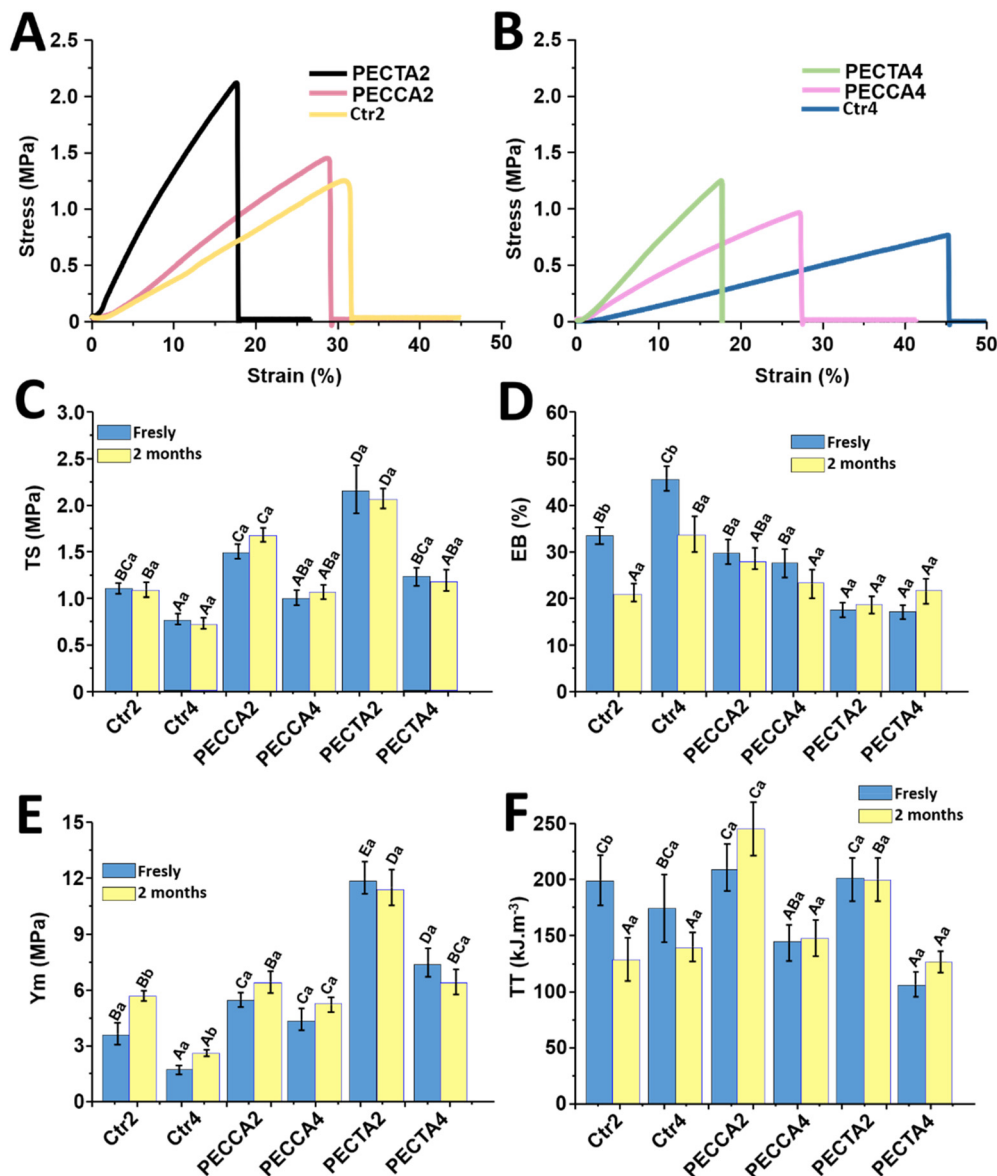 A
2.5
2.0
1.5
1.0
0.5
0
Stress (MPa)
PECTA2
PECCA2
Ctr2
0 10 20 30 40 50
Strain (%)
B
2.5
2.0
1.5
1.0
0.5
0
Stress (MPa)
PECTA4
PECCA4
Ctr4
0 10 20 30 40 50
Strain (%)
C
3.0
2.5
2.0
1.5
1.0
0.5
0
TS (MPa)
Fresly
2 months
BCa Ba Aa Aa Ca Ca ABa ABa Da Da BCa ABa
Ctr2 Ctr4 PECCA2 PECCA4 PECTA2 PECTA4
D
60
50
40
30
20
10
0
EB (%)
Fresly
2 months
Bb Aa Cb Ba Ba ABa Ba Aa Aa Aa Aa Aa
Ctr2 Ctr4 PECCA2 PECCA4 PECTA2 PECTA4
E
15
12
9
6
3
0
Ym (MPa)
Fresly
2 months
Ba Bb Aa Ab Ca Ba Ca Ca Ea Da Da BCa
Ctr2 Ctr4 PECCA2 PECCA4 PECTA2 PECTA4
F
250
200
150
100
50
0
TT (kJ.m-3)
Fresly
2 months
Cb Aa BCa Aa Ca Ca ABa Aa Ca Ba Aa Aa
Ctr2 Ctr4 PECCA2 PECCA4 PECTA2 PECTA4